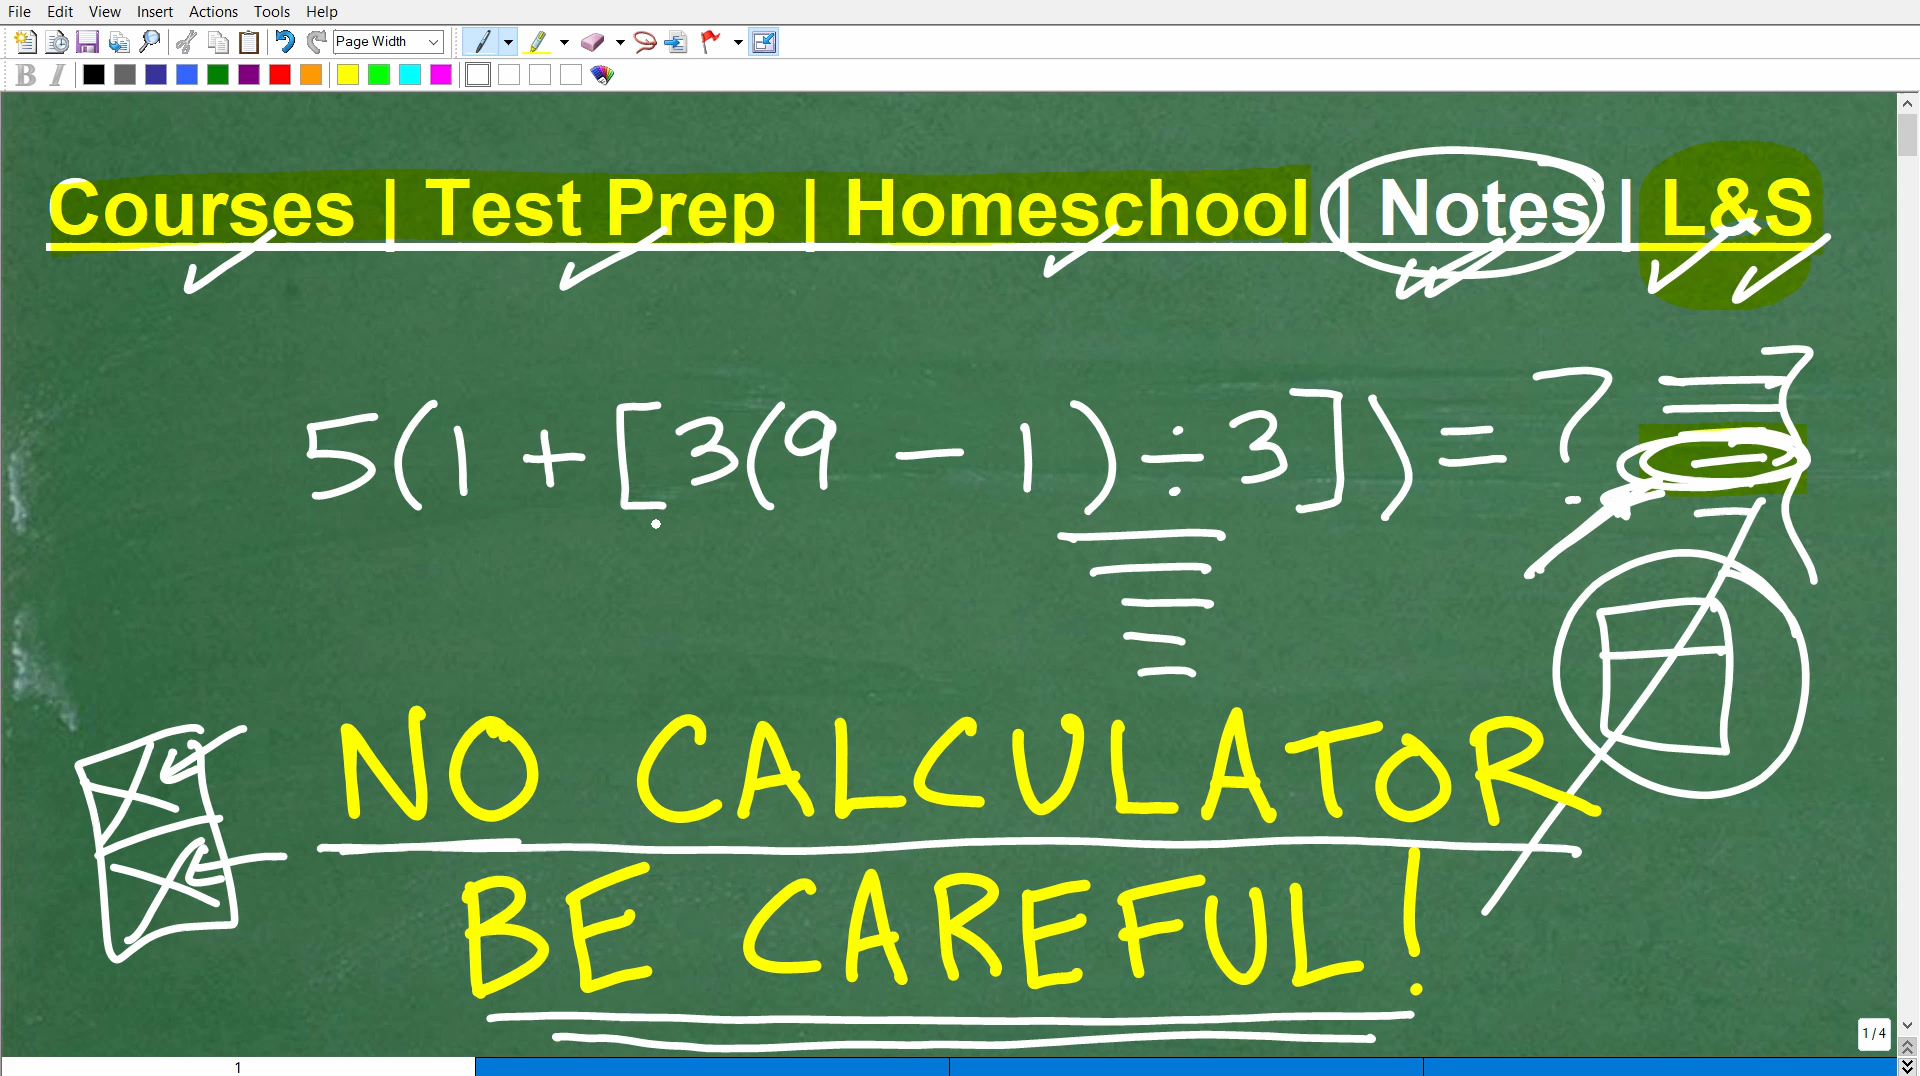 File Edit View Insert Actions Tools Help
Page Width
B I
Courses | Test Prep | Homeschool | Notes | L&S
5(1 + [3(9 - 1) ÷ 3]) = ?
NO CALCULATOR
BE CAREFUL!
1 / 4
1